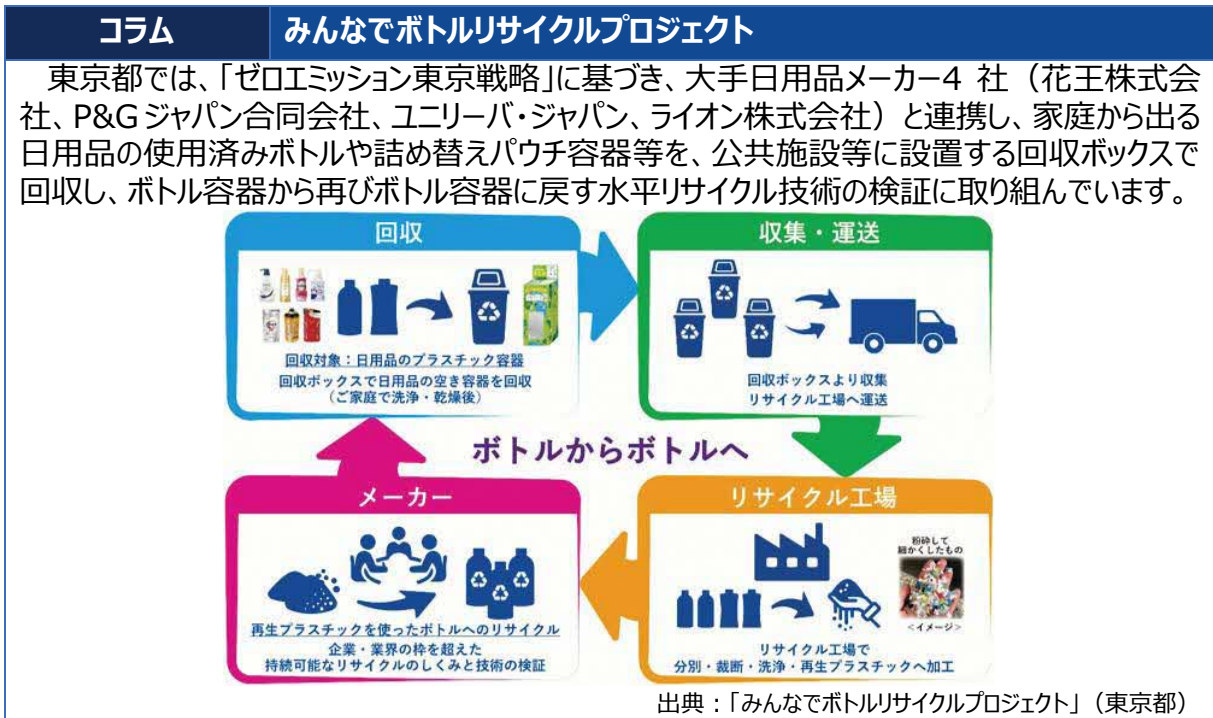 コラム
みんなでボトルリサイクルプロジェクト
東京都では、「ゼロエミッション東京戦略」に基づき、大手日用品メーカー4 社（花王株式会
社、P&G ジャパン合同会社、ユニリーバ・ジャパン、ライオン株式会社）と連携し、家庭から出る
日用品の使用済みボトルや詰め替えパウチ容器等を、公共施設等に設置する回収ボックスで
回収し、ボトル容器から再びボトル容器に戻す水平リサイクル技術の検証に取り組んでいます。
回収
回収対象：日用品のプラスチック容器
回収ボックスで日用品の空き容器を回収
（ご家庭で洗浄・乾燥後）
収集・運送
回収ボックスより収集
リサイクル工場へ運送
ボトルからボトルへ
メーカー
再生プラスチックを使ったボトルへのリサイクル
企業・業界の枠を超えた
持続可能なリサイクルのしくみと技術の検証
リサイクル工場
粉砕して
細かくしたもの
＜イメージ＞
リサイクル工場で
分別・裁断・洗浄・再生プラスチックへ加工
出典：「みんなでボトルリサイクルプロジェクト」（東京都）